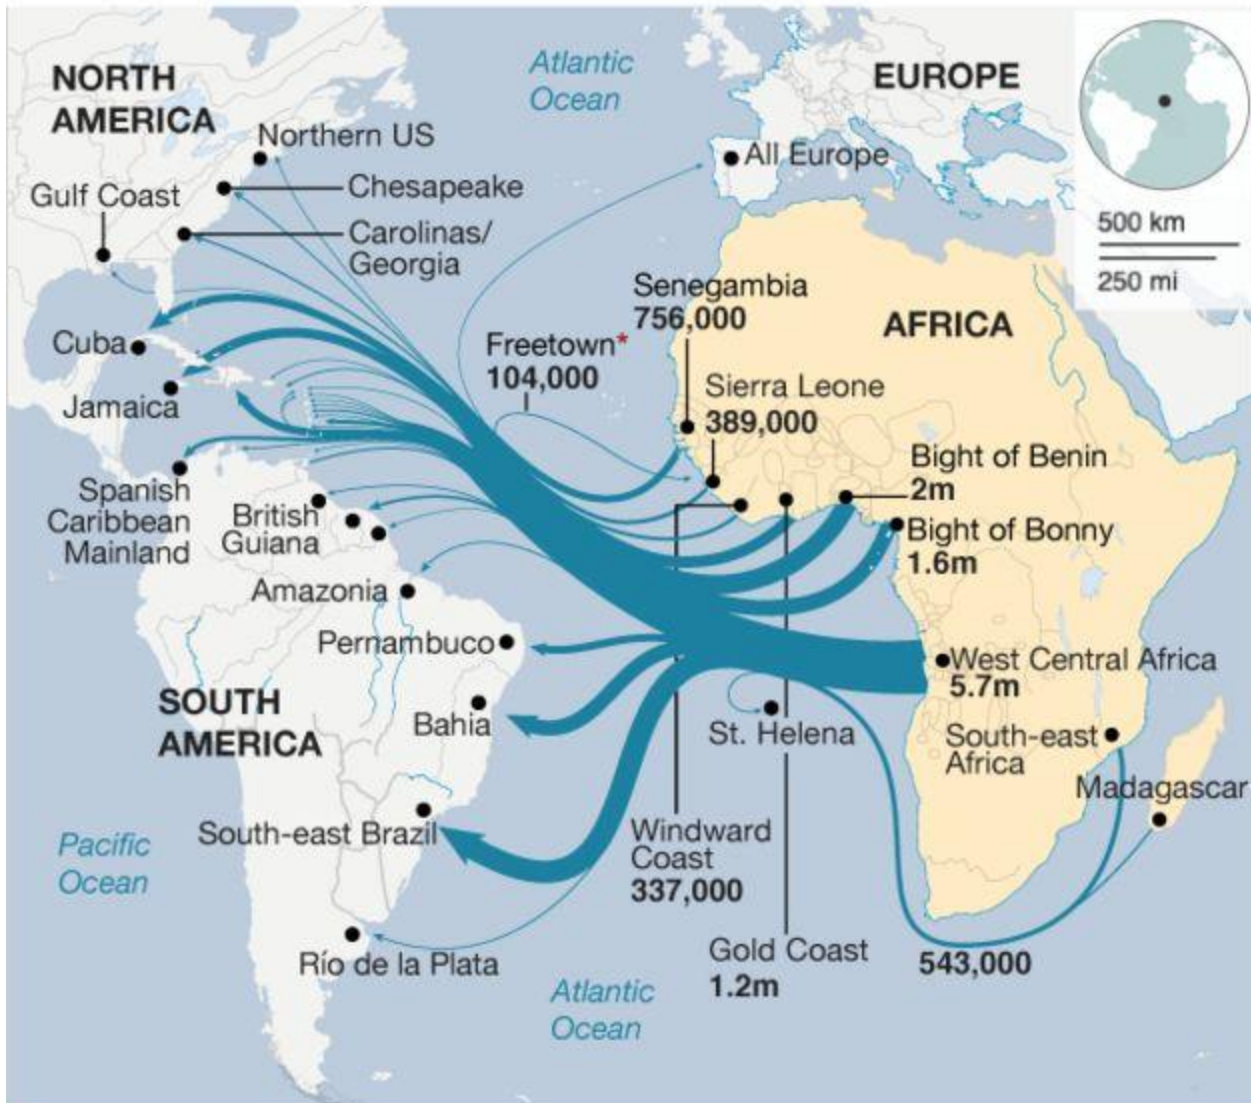 Atlantic
Ocean
NORTH
AMERICA
EUROPE
Northern US
All Europe
Chesapeake
Gulf Coast
Carolinas/
Georgia
500 km
250 mi
Senegambia
756,000
AFRICA
Cuba
Freetown*
104,000
Sierra Leone
389,000
Jamaica
Bight of Benin
2m
Spanish
Caribbean
Mainland
British
Guiana
Bight of Bonny
1.6m
Amazonia
Pernambuco
West Central Africa
5.7m
SOUTH
AMERICA
Bahia
St. Helena
South-east
Africa
Madagascar
South-east Brazil
Windward
Coast
337,000
Pacific
Ocean
Gold Coast
1.2m
543,000
Río de la Plata
Atlantic
Ocean